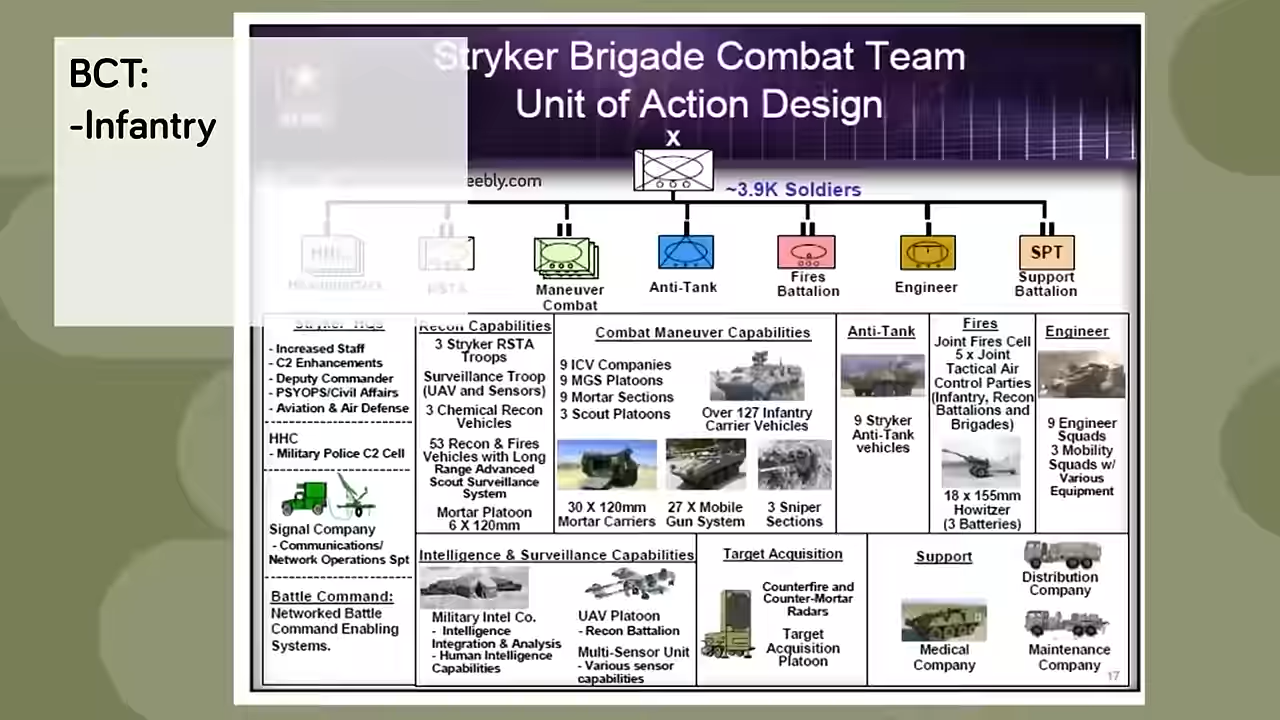 BCT:
-Infantry
Stryker Brigade Combat Team
Unit of Action Design
X
eebly.com
~3.9K Soldiers
HHC
Headquarters
RSTA
Maneuver
Combat
Anti-Tank
Fires
Battalion
Engineer
SPT
Support
Battalion
Stryker HQs
- Increased Staff
- C2 Enhancements
- Deputy Commander
- PSYOPS/Civil Affairs
- Aviation & Air Defense
HHC
- Military Police C2 Cell
Signal Company
- Communications/
Network Operations Spt
Battle Command:
Networked Battle
Command Enabling
Systems.
Recon Capabilities
3 Stryker RSTA
Troops
Surveillance Troop
(UAV and Sensors)
3 Chemical Recon
Vehicles
53 Recon & Fires
Vehicles with Long
Range Advanced
Scout Surveillance
System
Mortar Platoon
6 X 120mm
Combat Maneuver Capabilities
9 ICV Companies
9 MGS Platoons
9 Mortar Sections
3 Scout Platoons
Over 127 Infantry
Carrier Vehicles
30 X 120mm
Mortar Carriers
27 X Mobile
Gun System
3 Sniper
Sections
Anti-Tank
9 Stryker
Anti-Tank
vehicles
Fires
Joint Fires Cell
5 x Joint
Tactical Air
Control Parties
(Infantry, Recon
Battalions and
Brigades)
18 x 155mm
Howitzer
(3 Batteries)
Engineer
9 Engineer
Squads
3 Mobility
Squads w/
Various
Equipment
Intelligence & Surveillance Capabilities
Military Intel Co.
- Intelligence
Integration & Analysis
- Human Intelligence
Capabilities
UAV Platoon
- Recon Battalion
Multi-Sensor Unit
- Various sensor
capabilities
Target Acquisition
Counterfire and
Counter-Mortar
Radars
Target
Acquisition
Platoon
Support
Medical
Company
Distribution
Company
Maintenance
Company
17